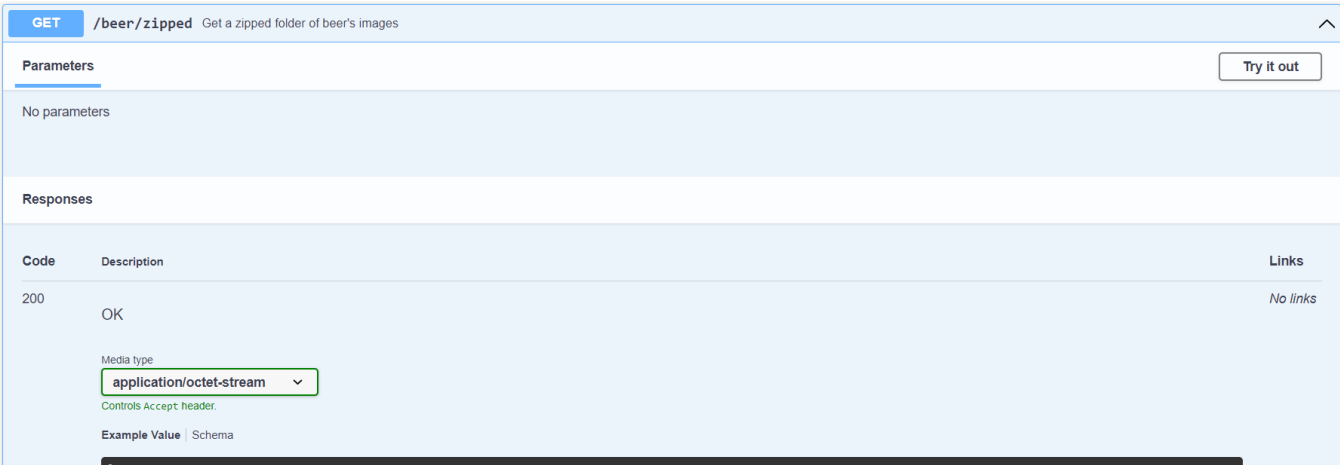 GET /beer/zipped Get a zipped folder of beer's images
Parameters Try it out
No parameters
Responses
Code Description Links
200 No links
OK
Media type
application/octet-stream
Controls Accept header.
Example Value Schema